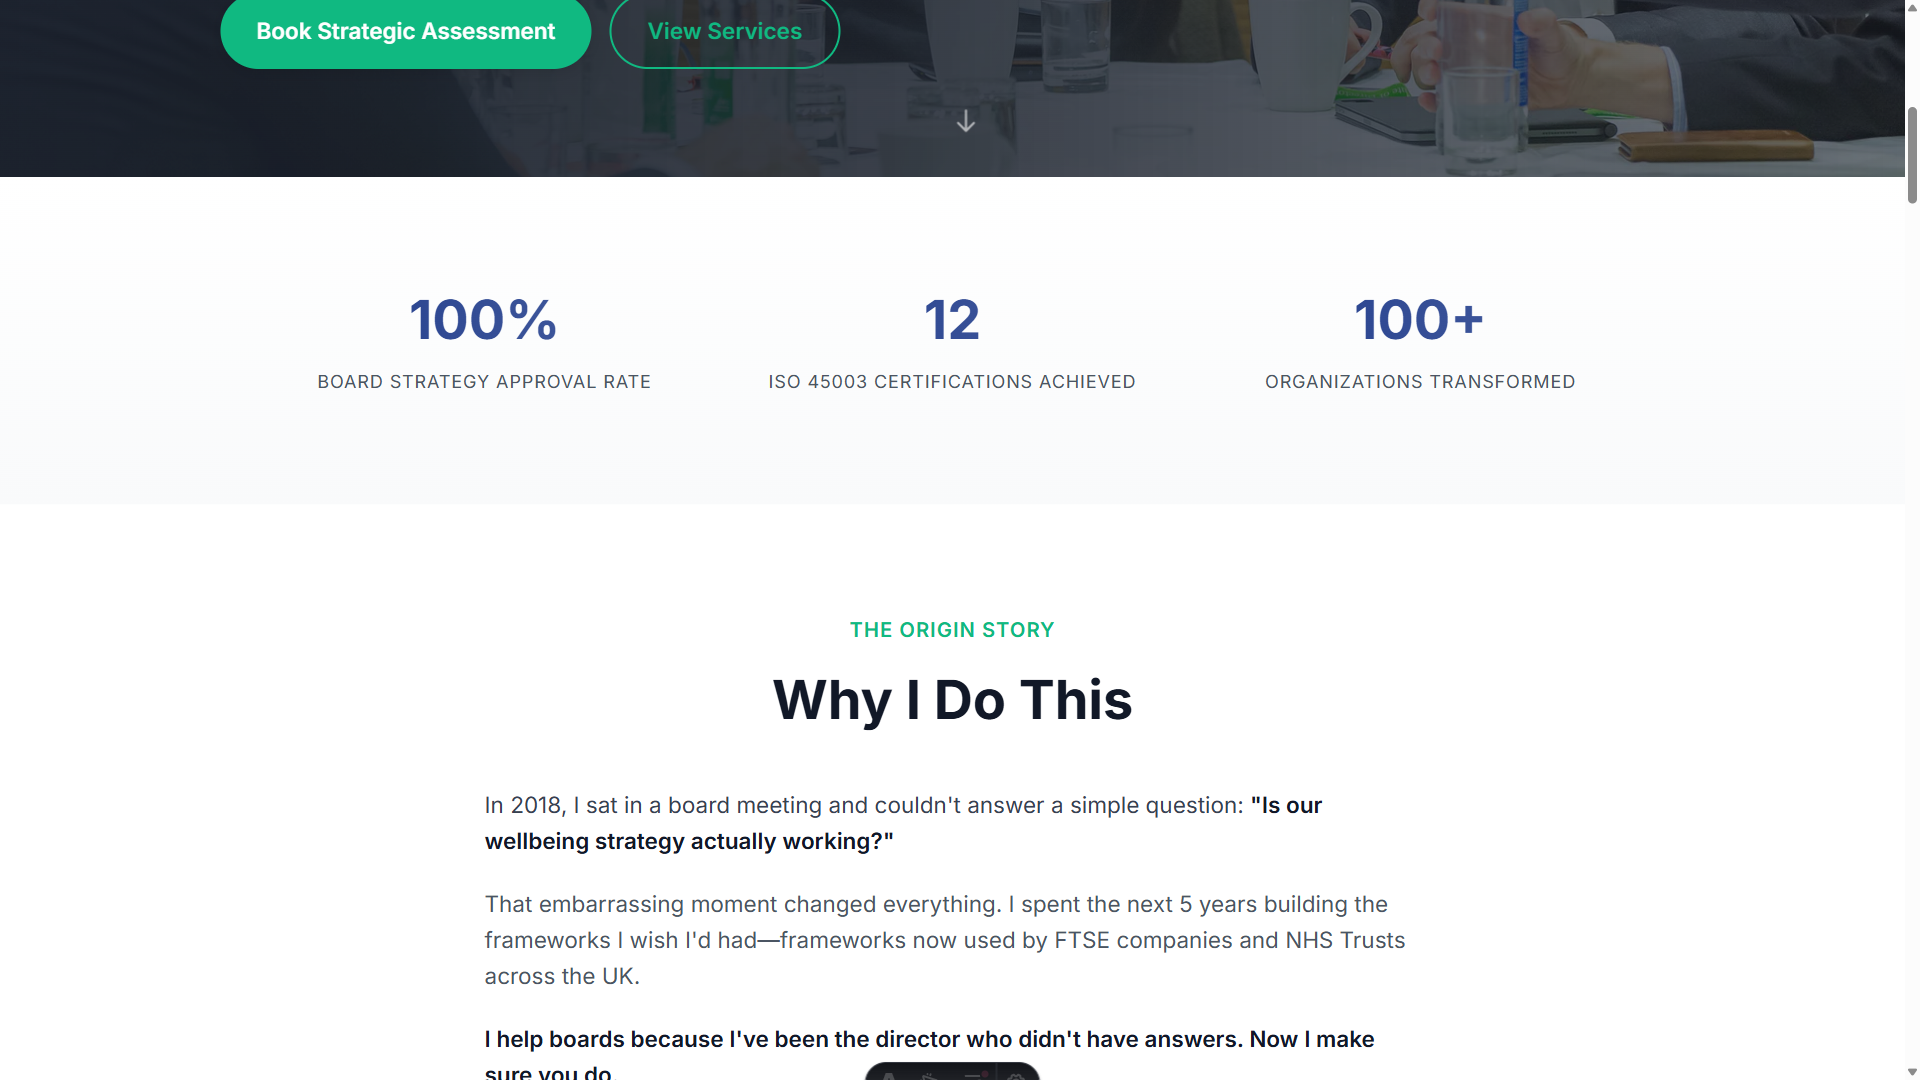 Book Strategic Assessment
View Services
100%
12
100+
BOARD STRATEGY APPROVAL RATE
ISO 45003 CERTIFICATIONS ACHIEVED
ORGANIZATIONS TRANSFORMED
THE ORIGIN STORY
Why I Do This
In 2018, I sat in a board meeting and couldn't answer a simple question: "Is our
wellbeing strategy actually working?"
That embarrassing moment changed everything. I spent the next 5 years building the
frameworks I wish I'd had—frameworks now used by FTSE companies and NHS Trusts
across the UK.
I help boards because I've been the director who didn't have answers. Now I make
sure you do.